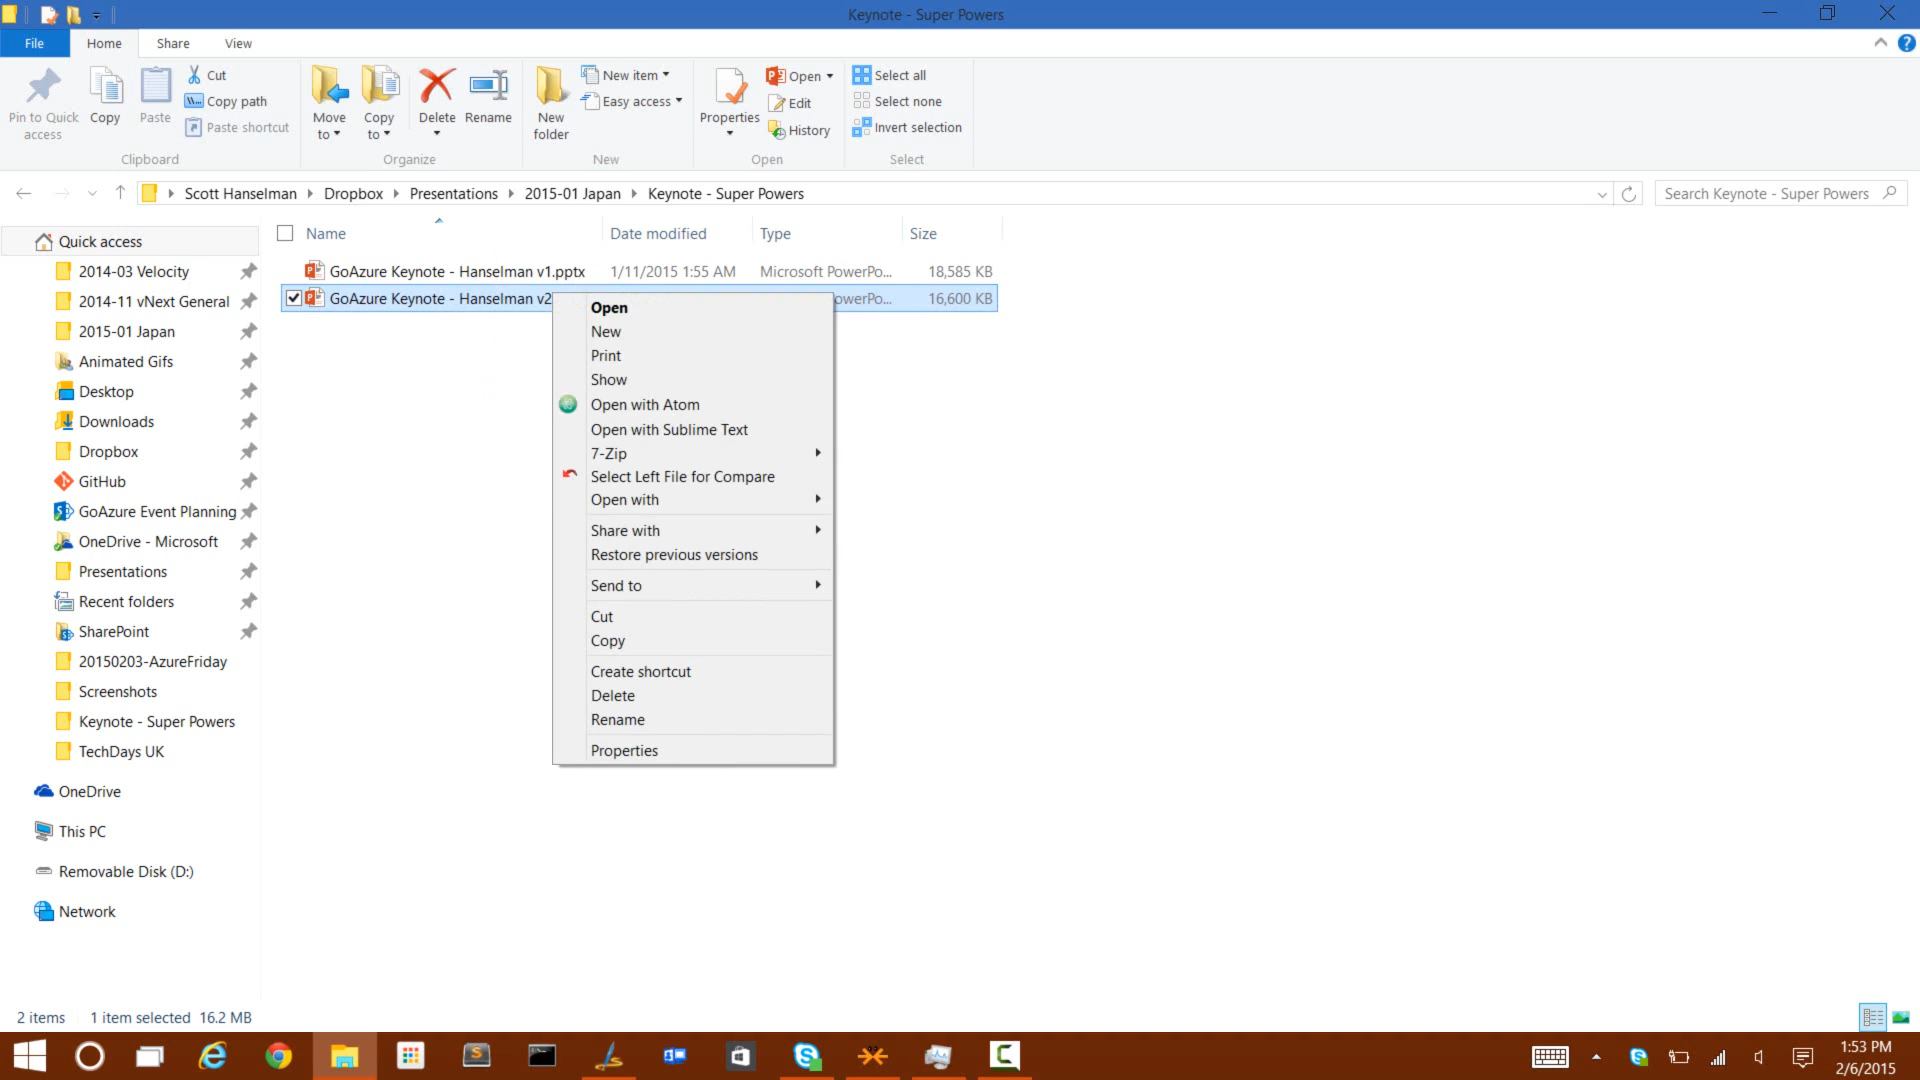 Keynote - Super Powers
File Home Share View
Pin to Quick access
Copy
Paste
Cut
Copy path
Paste shortcut
Clipboard
Move to
Copy to
Delete
Rename
Organize
New folder
New item
Easy access
New
Properties
Open
Edit
History
Open
Select all
Select none
Invert selection
Select
Scott Hanselman Dropbox Presentations 2015-01 Japan Keynote - Super Powers
Search Keynote - Super Powers
Name Date modified Type Size
GoAzure Keynote - Hanselman v1.pptx 1/11/2015 1:55 AM Microsoft PowerPo... 18,585 KB
GoAzure Keynote - Hanselman v2 owerPo... 16,600 KB
Quick access
2014-03 Velocity
2014-11 vNext General
2015-01 Japan
Animated Gifs
Desktop
Downloads
Dropbox
GitHub
GoAzure Event Planning
OneDrive - Microsoft
Presentations
Recent folders
SharePoint
20150203-AzureFriday
Screenshots
Keynote - Super Powers
TechDays UK
OneDrive
This PC
Removable Disk (D:)
Network
Open
New
Print
Show
Open with Atom
Open with Sublime Text
7-Zip
Select Left File for Compare
Open with
Share with
Restore previous versions
Send to
Cut
Copy
Create shortcut
Delete
Rename
Properties
2 items 1 item selected 16.2 MB
1:53 PM
2/6/2015